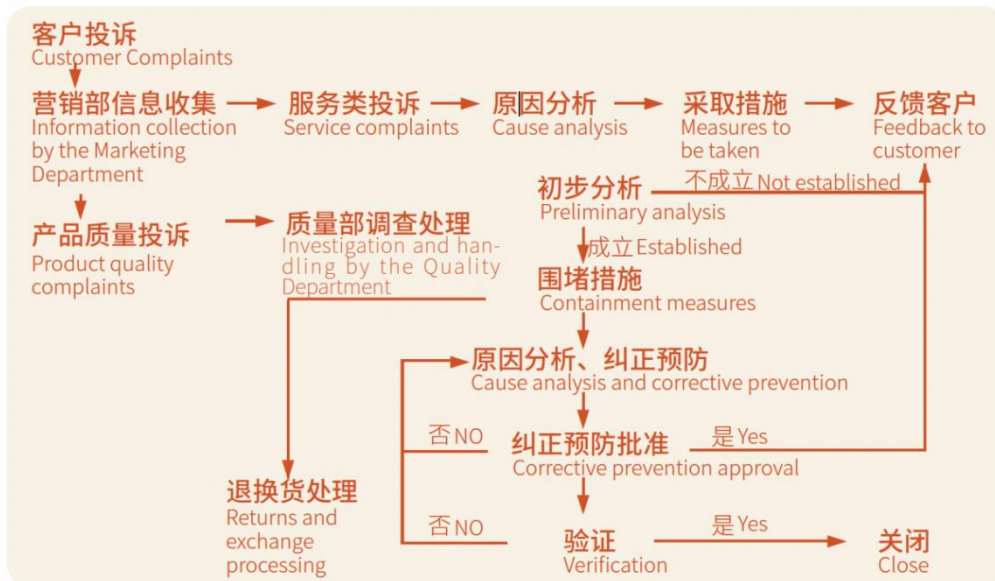 客户投诉
Customer Complaints
营销部信息收集
Information collection
by the Marketing
Department
服务类投诉
Service complaints
原因分析
Cause analysis
采取措施
Measures to
be taken
反馈客户
Feedback to
customer
产品质量投诉
Product quality
complaints
质量部调查处理
Investigation and han-
dling by the Quality
Department
初步分析
Preliminary analysis
不成立 Not established
成立 Established
围堵措施
Containment measures
原因分析、纠正预防
Cause analysis and corrective prevention
否 NO
纠正预防批准
Corrective prevention approval
是 Yes
退换货处理
Returns and
exchange
processing
否 NO
验证
Verification
是 Yes
关闭
Close